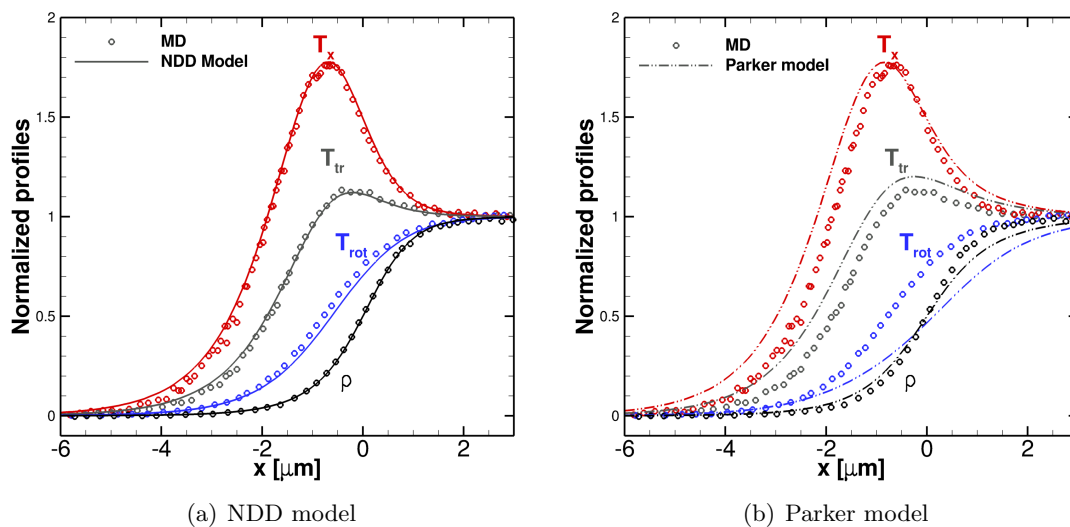 2
1.5
1
0.5
0
-6
-4
-2
0
2
Normalized profiles
x [μm]
MD
NDD Model
Tx
Ttr
Trot
ρ
(a) NDD model
2
1.5
1
0.5
0
-6
-4
-2
0
2
Normalized profiles
x [μm]
MD
Parker model
Tx
Ttr
Trot
ρ
(b) Parker model